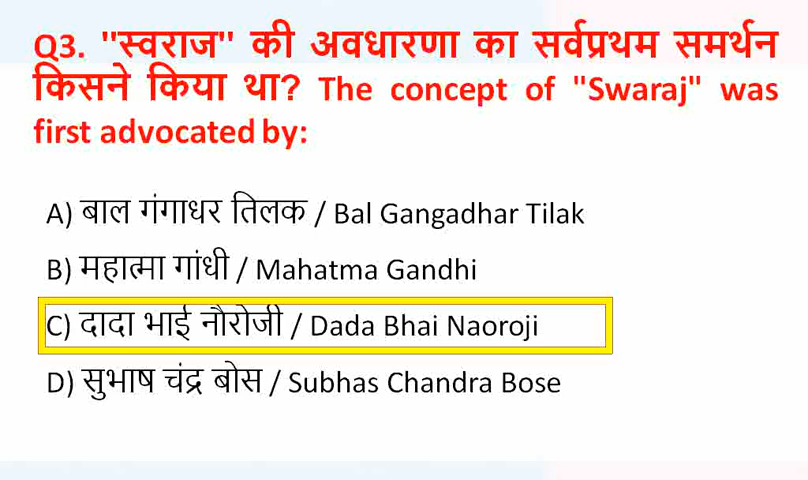 Q3. "स्वराज" की अवधारणा का सर्वप्रथम समर्थन
किसने किया था? The concept of "Swaraj" was
first advocated by:
A) बाल गंगाधर तिलक / Bal Gangadhar Tilak
B) महात्मा गांधी / Mahatma Gandhi
C) दादा भाई नौरोजी / Dada Bhai Naoroji
D) सुभाष चंद्र बोस / Subhas Chandra Bose